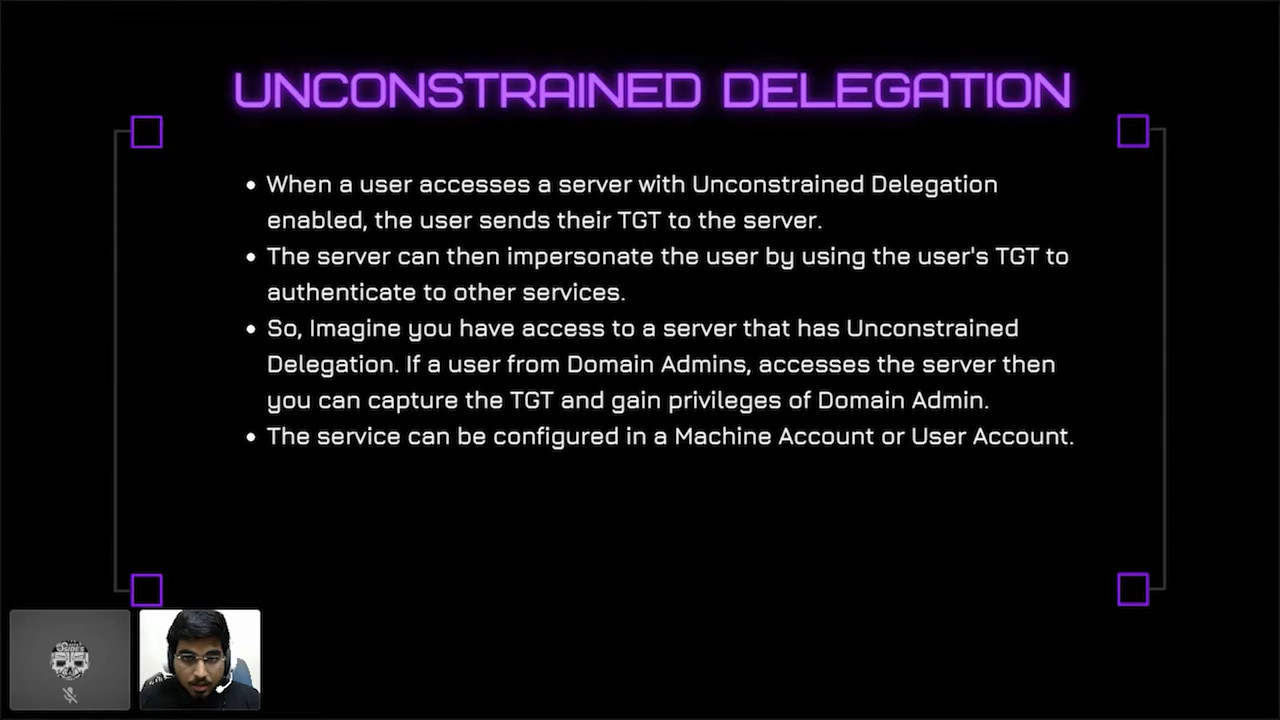 UNCONSTRAINED DELEGATION
• When a user accesses a server with Unconstrained Delegation
enabled, the user sends their TGT to the server.
• The server can then impersonate the user by using the user's TGT to
authenticate to other services.
• So, Imagine you have access to a server that has Unconstrained
Delegation. If a user from Domain Admins, accesses the server then
you can capture the TGT and gain privileges of Domain Admin.
• The service can be configured in a Machine Account or User Account.